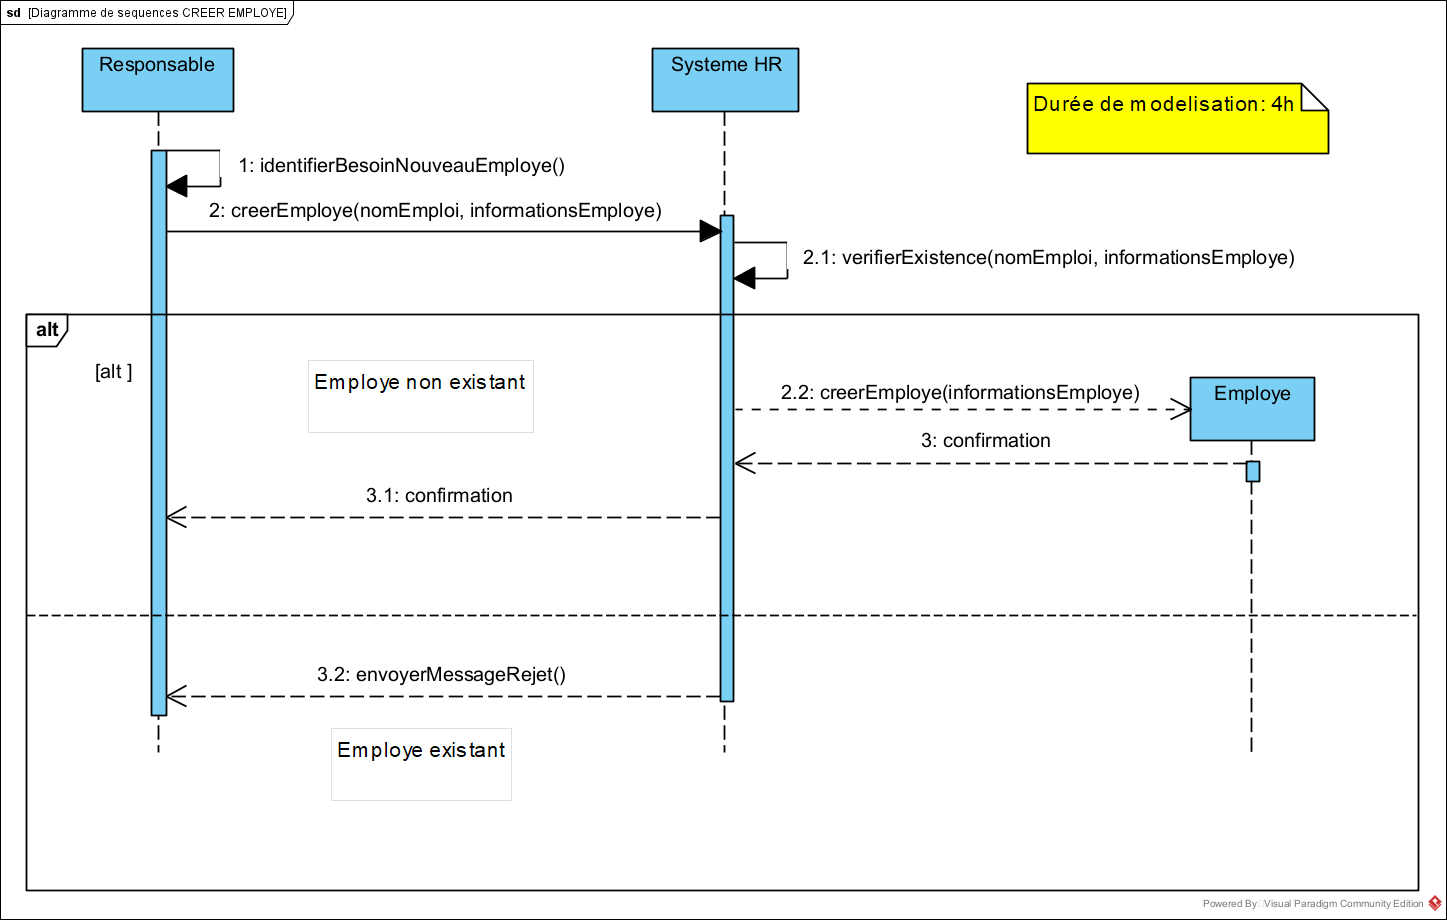 sd [Diagramme de sequences CREER EMPLOYE]
Responsable
Systeme HR
Durée de modelisation: 4h
1: identifierBesoinNouveauEmploye()
2: creerEmploye(nomEmploi, informationsEmploye)
2.1: verifierExistence(nomEmploi, informationsEmploye)
alt
[alt ]
Employe non existant
2.2: creerEmploye(informationsEmploye)
Employe
3: confirmation
3.1: confirmation
3.2: envoyerMessageRejet()
Employe existant
Powered By Visual Paradigm Community Edition